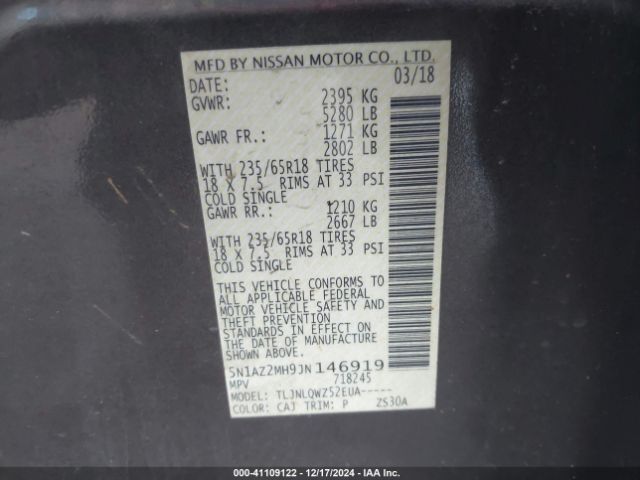 MFD BY NISSAN MOTOR CO., LTD.
DATE: 03/18
GVWR: 2395 KG
5280 LB
GAWR FR.: 1271 KG
2802 LB
WITH 235/65R18 TIRES
18 X 7.5 RIMS AT 33 PSI
COLD SINGLE
GAWR RR.: 1210 KG
2667 LB
WITH 235/65R18 TIRES
18 X 7.5 RIMS AT 33 PSI
COLD SINGLE
THIS VEHICLE CONFORMS TO
ALL APPLICABLE FEDERAL
MOTOR VEHICLE SAFETY AND
THEFT PREVENTION
STANDARDS IN EFFECT ON
THE DATE OF MANUFACTURE
SHOWN ABOVE.
5N1AZ2MH9JN146919
MPV 718245
MODEL: TLJNLQWZ52EUA-----
COLOR: CAJ TRIM: P ZS30A
000-41109122 - 12/17/2024 - IAA Inc.